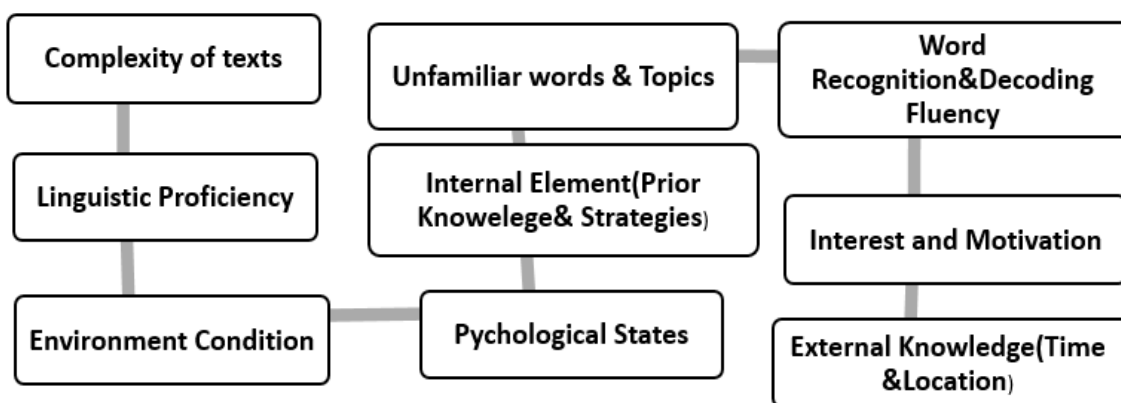 Complexity of texts
Linguistic Proficiency
Environment Condition
Pychological States
Internal Element(Prior
Knowelege& Strategies)
Unfamiliar words & Topics
Word
Recognition&Decoding
Fluency
Interest and Motivation
External Knowledge(Time
&Location)